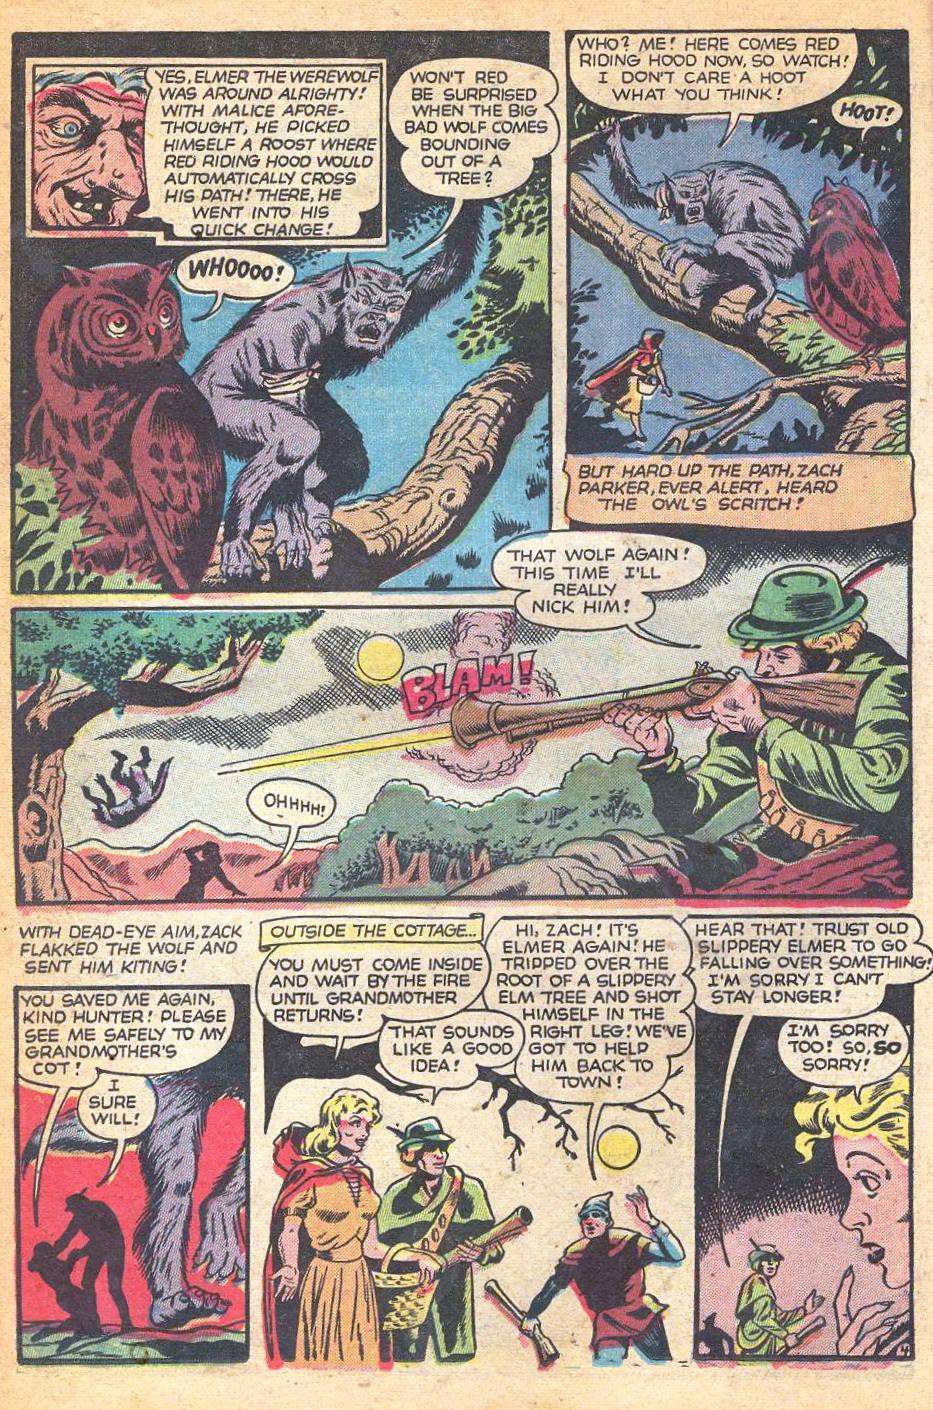 YES, ELMER THE WEREWOLF
WAS AROUND ALRIGHTY!
WITH MALICE AFORE-
THOUGHT, HE PICKED
HIMSELF A ROOST WHERE
RED RIDING HOOD WOULD
AUTOMATICALLY CROSS
HIS PATH! THERE, HE
WENT INTO HIS
QUICK CHANGE!
WHOOOO!
WON'T RED
BE SURPRISED
WHEN THE BIG
BAD WOLF COMES
BOUNDING
OUT OF A
TREE?
WHO? ME! HERE COMES RED
RIDING HOOD NOW, SO WATCH!
I DON'T CARE A HOOT
WHAT YOU THINK!
HOOT!
BUT HARD UP THE PATH, ZACH
PARKER, EVER ALERT, HEARD
THE OWL'S SCRITCH!
THAT WOLF AGAIN!
THIS TIME I'LL
REALLY
NICK HIM!
BLAM!
OHHHH!
WITH DEAD-EYE AIM, ZACK
FLAKKED THE WOLF AND
SENT HIM KITING!
YOU SAVED ME AGAIN,
KIND HUNTER! PLEASE
SEE ME SAFELY TO MY
GRANDMOTHER'S
COT!
I
SURE
WILL!
OUTSIDE THE COTTAGE...
YOU MUST COME INSIDE
AND WAIT BY THE FIRE
UNTIL GRANDMOTHER
RETURNS!
THAT SOUNDS
LIKE A GOOD
IDEA!
HI, ZACH! IT'S
ELMER AGAIN! HE
TRIPPED OVER THE
ROOT OF A SLIPPERY
ELM TREE AND SHOT
HIMSELF IN THE
RIGHT LEG! WE'VE
GOT TO HELP
HIM BACK TO
TOWN!
HEAR THAT! TRUST OLD
SLIPPERY ELMER TO GO
FALLING OVER SOMETHING!
I'M SORRY I CAN'T
STAY LONGER!
I'M SORRY
TOO! SO, SO
SORRY!
4